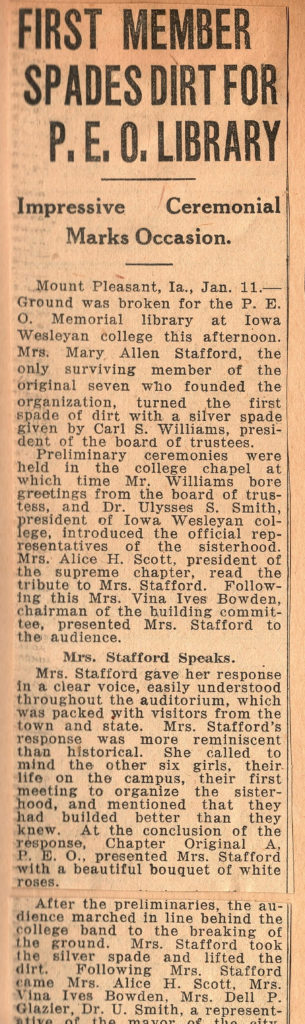 FIRST MEMBER
SPADES DIRT FOR
P. E. O. LIBRARY
Impressive Ceremonial
Marks Occasion.
Mount Pleasant, Ia., Jan. 11.—
Ground was broken for the P. E.
O. Memorial library at Iowa
Wesleyan college this afternoon.
Mrs. Mary Allen Stafford, the
only surviving member of the
original seven who founded the
organization, turned the first
spade of dirt with a silver spade
given by Carl S. Williams, presi-
dent of the board of trustees.
Preliminary ceremonies were
held in the college chapel at
which time Mr. Williams bore
greetings from the board of trus-
tess, and Dr. Ulysses S. Smith,
president of Iowa Wesleyan col-
lege, introduced the official rep-
resentatives of the sisterhood.
Mrs. Alice H. Scott, president of
the supreme chapter, read the
tribute to Mrs. Stafford. Follow-
ing this Mrs. Vina Ives Bowden,
chairman of the building commit-
tee, presented Mrs. Stafford to
the audience.
Mrs. Stafford Speaks.
Mrs. Stafford gave her response
in a clear voice, easily understood
throughout the auditorium, which
was packed with visitors from the
town and state. Mrs. Stafford's
response was more reminiscent
than historical. She called to
mind the other six girls, their
life on the campus, their first
meeting to organize the sister-
hood, and mentioned that they
had builded better than they
knew. At the conclusion of the
response, Chapter Original A,
P. E. O., presented Mrs. Stafford
with a beautiful bouquet of white
roses.
After the preliminaries, the au-
dience marched in line behind the
college band to the breaking of
the ground. Mrs. Stafford took
the silver spade and lifted the
dirt. Following Mrs. Stafford
came Mrs. Alice H. Scott, Mrs.
Vina Ives Bowden, Mrs. Dell P.
Glazier, Dr. U. Smith, a represent-
ative of the mayor of the city,